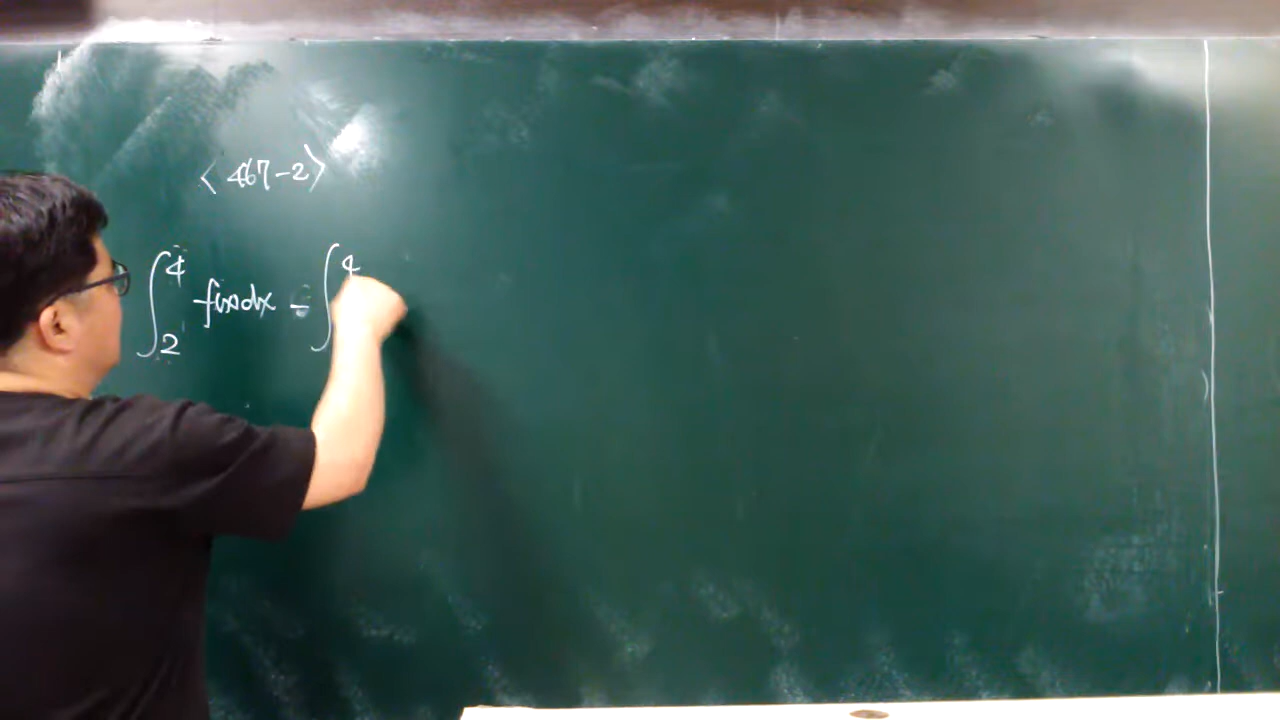 < 467-2 >
∫₂⁴ f(x)dx - ∫⁴